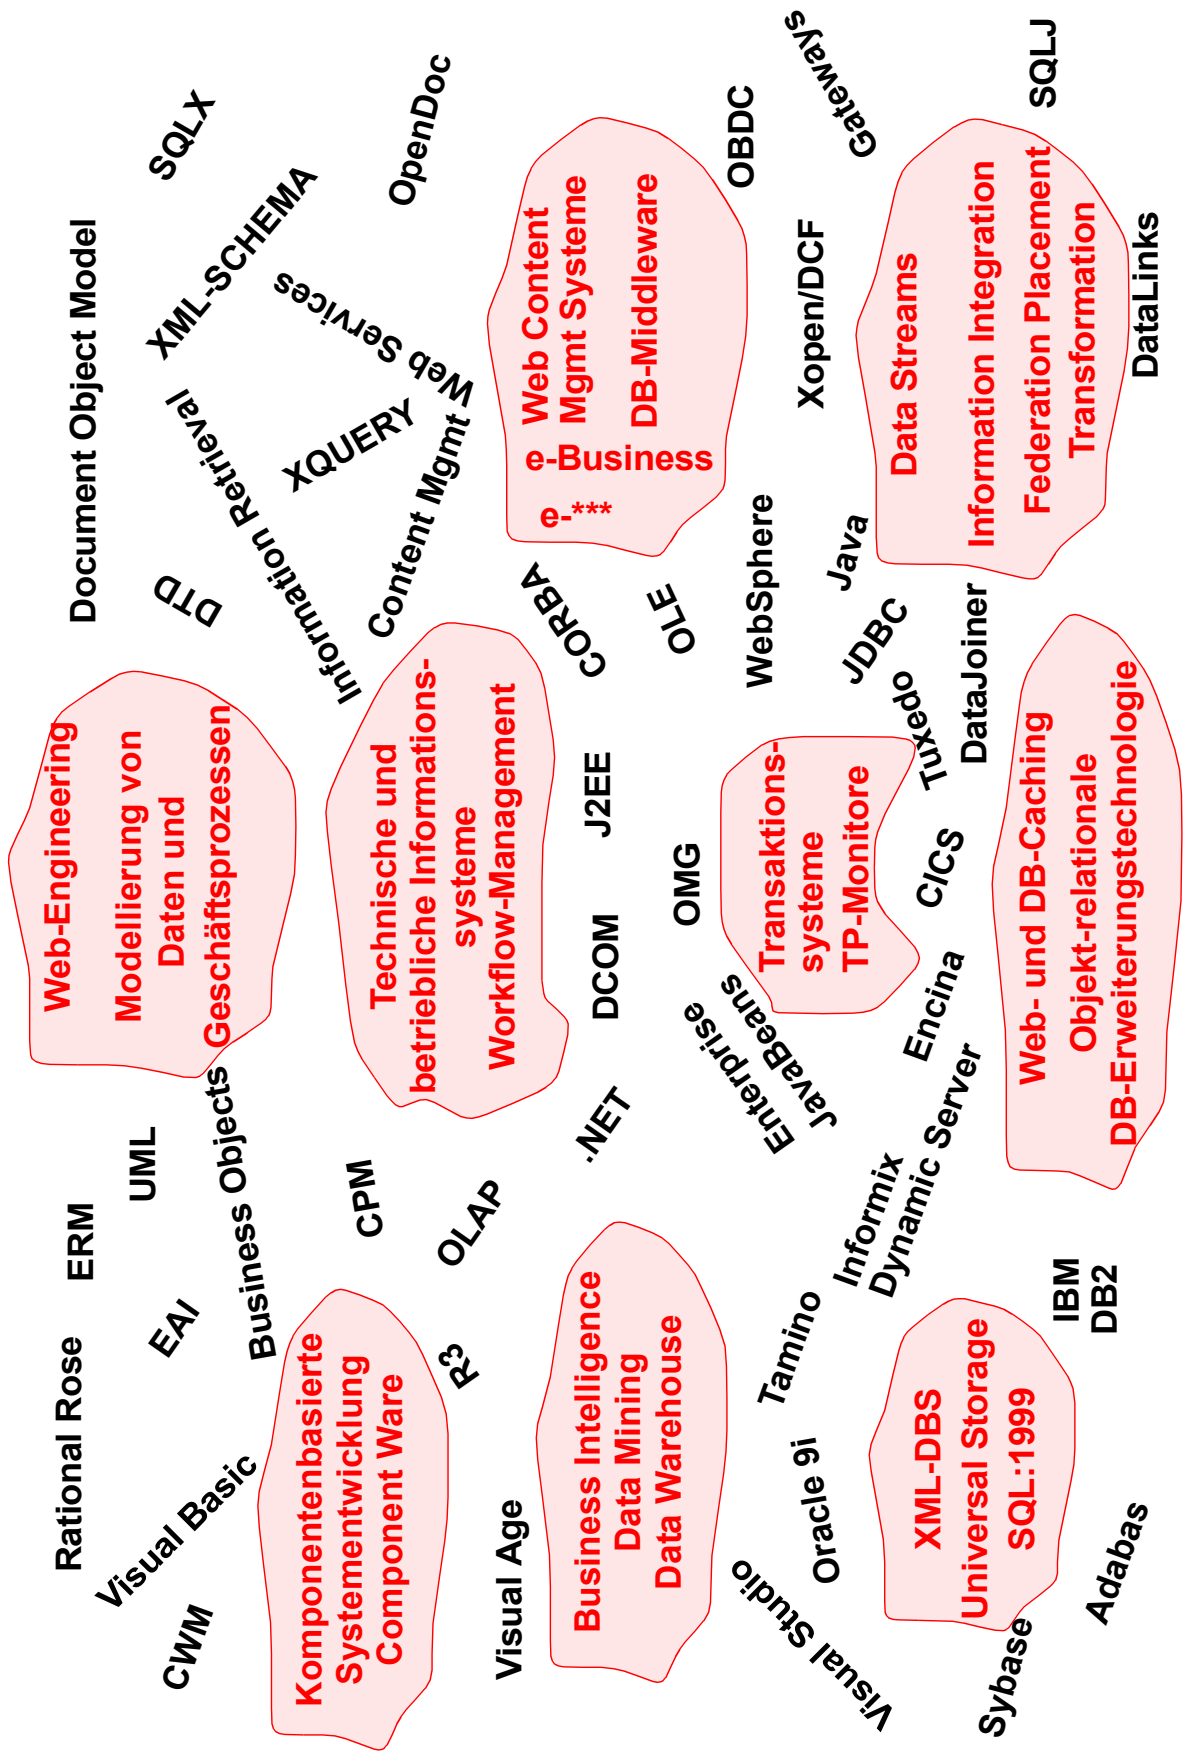 Rational Rose
ERM
Document Object Model
Visual Basic
CWM
EAI
UML
Web-Engineering
Modellierung von
Daten und
Geschäftsprozessen
DTD
XML-SCHEMA
SQLX
Business Objects
Information Retrieval
Web Services
XQUERY
Komponentenbasierte
Systementwicklung
Component Ware
CPM
Technische und
betriebliche Informations-
systeme
Workflow-Management
Content Mgmt
OpenDoc
R3
OLAP
Visual Age
Business Intelligence
Data Mining
Data Warehouse
.NET
DCOM
J2EE
CORBA
OLE
OMG
e-***
e-Business
Web Content
Mgmt Systeme
DB-Middleware
OBDC
Visual Studio
Enterprise
JavaBeans
Transaktions-
systeme
TP-Monitore
WebSphere
Xopen/DCF
Gateways
Oracle 9i
Tamino
Informix
Dynamic Server
Encina
CICS
Tuxedo
JDBC
Java
DataJoiner
Data Streams
Information Integration
Federation Placement
Transformation
XML-DBS
Universal Storage
SQL:1999
Sybase
Adabas
IBM
DB2
Web- und DB-Caching
Objekt-relationale
DB-Erweiterungstechnologie
DataLinks
SQLJ